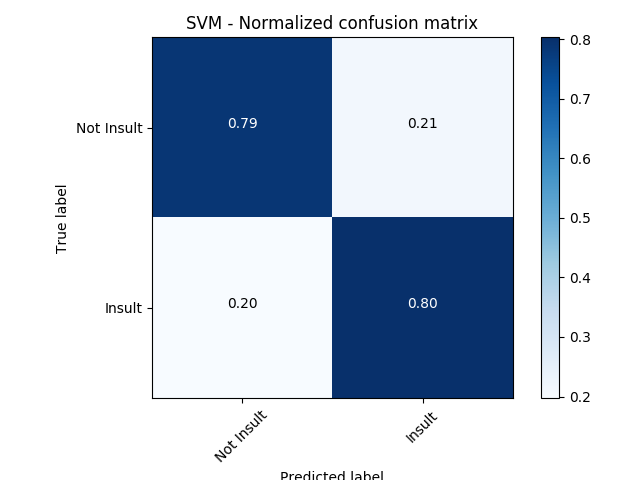 SVM - Normalized confusion matrix
True label
Not Insult
Insult
0.79
0.21
0.20
0.80
Not Insult
Insult
Predicted label
0.8
0.7
0.6
0.5
0.4
0.3
0.2